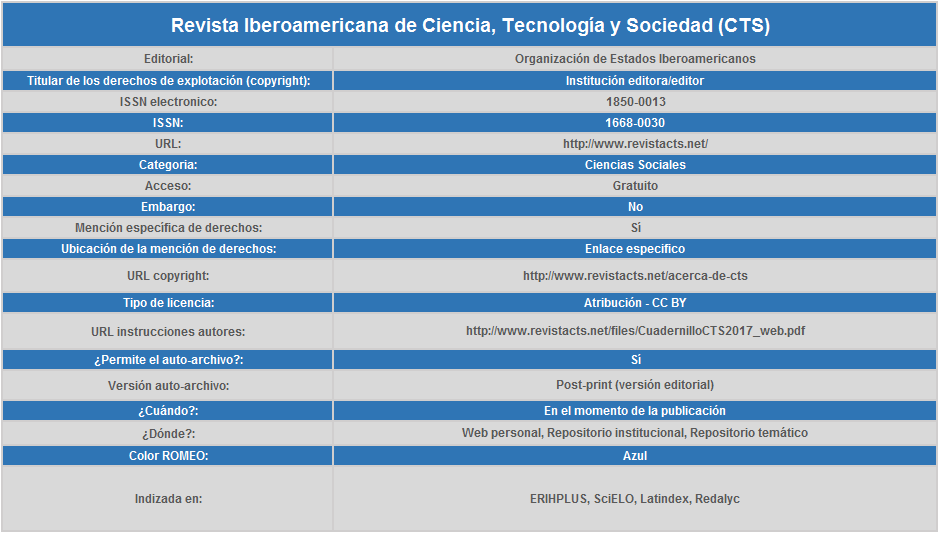 Revista Iberoamericana de Ciencia, Tecnología y Sociedad (CTS)
Editorial: Organización de Estados Iberoamericanos
Titular de los derechos de explotación (copyright): Institución editora/editor
ISSN electronico: 1850-0013
ISSN: 1668-0030
URL: http://www.revistacts.net/
Categoria: Ciencias Sociales
Acceso: Gratuito
Embargo: No
Mención específica de derechos: Sí
Ubicación de la mención de derechos: Enlace específico
URL copyright: http://www.revistacts.net/acerca-de-cts
Tipo de licencia: Atribución - CC BY
URL instrucciones autores: http://www.revistacts.net/files/CuadernilloCTS2017_web.pdf
¿Permite el auto-archivo?: Sí
Versión auto-archivo: Post-print (versión editorial)
¿Cuándo?: En el momento de la publicación
¿Dónde?: Web personal, Repositorio institucional, Repositorio temático
Color ROMEO: Azul
Indizada en: ERIHPLUS, SciELO, Latindex, Redalyc